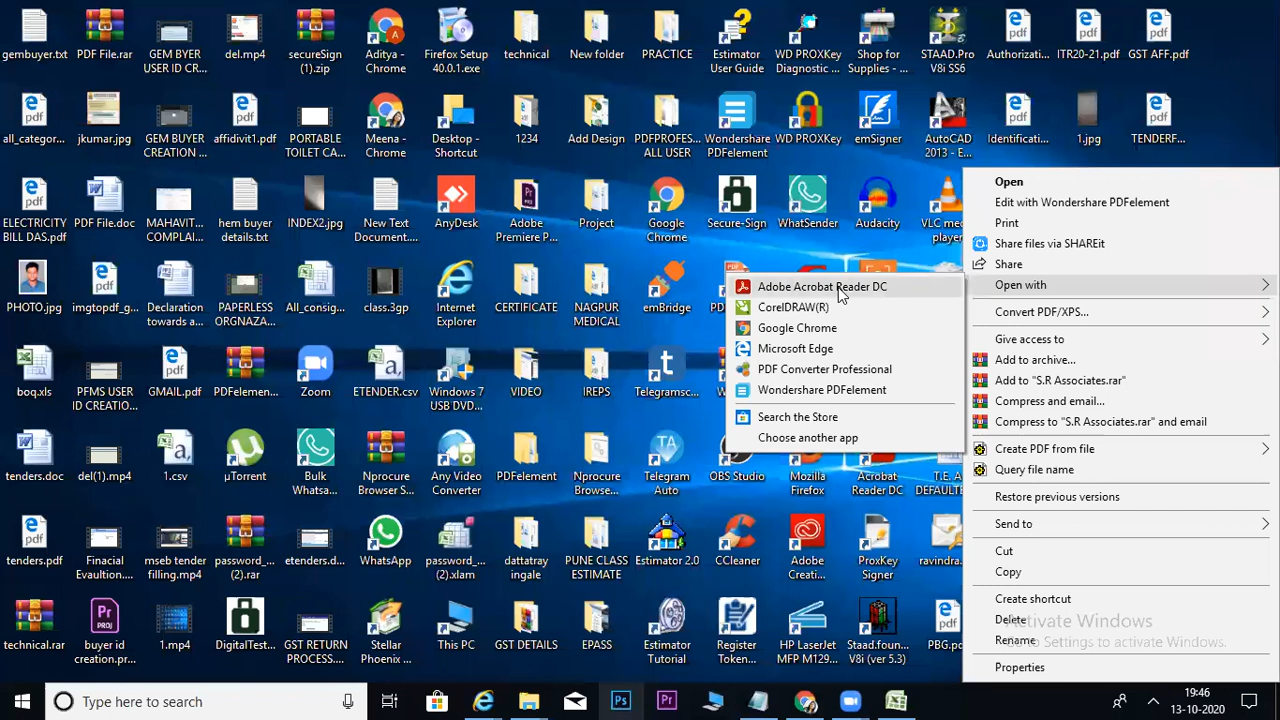 gembuyer.txt
PDF File.rar
GEM BYER
USER ID CR...
del.mp4
secureSign
(1).zip
Aditya -
Chrome
Firefox Setup
40.0.1.exe
technical
New folder
PRACTICE
Estimator
User Guide
WD PROXKey
Diagnostic ...
Shop for
Supplies - ...
STAAD.Pro
V8i SS6
Authorizati...
ITR20-21.pdf
GST AFF.pdf
all_category...
jkumar.jpg
GEM BUYER
CREATION ...
affidivit1.pdf
PORTABLE
TOILET CA...
Meena -
Chrome
Desktop -
Shortcut
1234
Add Design
PDFPROFES...
ALL USER
Wondershare
PDFelement
WD PROXKey
emSigner
AutoCAD
2013 - E...
Identificati...
1.jpg
TENDERF...
ELECTRICITY
BILL DAS.pdf
PDF File.doc
MAHAVIT...
COMPLAI...
hem buyer
details.txt
INDEX2.jpg
New Text
Document....
AnyDesk
Adobe
Premiere P...
Project
Google
Chrome
Secure-Sign
WhatSender
Audacity
VLC med
player
PHOTO.jpg
imgtopdf_g...
Declaration
towards a...
PAPERLESS
ORGNAZA...
class.3gp
Internet
Explorer
CERTIFICATE
NAGPUR
MEDICAL
emBridge
boq.xls
PFMS USER
ID CREATIO...
GMAIL.pdf
PDFelemen...
Zoom
ETENDER.csv
Windows 7
USB DVD...
VIDEO
IREPS
Telegramsc...
tenders.doc
del(1).mp4
1.csv
µTorrent
Bulk
Whatsa...
Nprocure
Browser S...
Any Video
Converter
PDFelement
Nprocure
Browse...
Telegram
Auto
OBS Studio
Mozilla
Firefox
Acrobat
Reader DC
T.E. A
DEFAULTE
tenders.pdf
Finacial
Evaultion....
mseb tender
filling.mp4
password_...
(2).rar
etenders.d...
WhatsApp
password_...
(2).xlam
dattatray
ingale
PUNE CLASS
ESTIMATE
Estimator 2.0
CCleaner
Adobe
Creati...
ProxKey
Signer
ravindra.
technical.rar
buyer id
creation.pr...
1.mp4
DigitalTest...
GST RETURN
PROCESS....
Stellar
Phoenix ...
This PC
GST DETAILS
EPASS
Estimator
Tutorial
Register
Token...
HP LaserJet
MFP M129...
Staad.foun...
V8i (ver 5.3)
PBG.pd
Adobe Acrobat Reader DC
CorelDRAW(R)
Google Chrome
Microsoft Edge
PDF Converter Professional
Wondershare PDFelement
Search the Store
Choose another app
Open
Edit with Wondershare PDFelement
Print
Share files via SHAREit
Share
Open with
Convert PDF/XPS...
Give access to
Add to archive...
Add to "S.R Associates.rar"
Compress and email...
Compress to "S.R Associates.rar" and email
Create PDF from file
Query file name
Restore previous versions
Send to
Cut
Copy
Create shortcut
Delete
Rename
Properties
Activate Windows
Go to Settings to activate Windows.
Type here to search
19:46
13-10-2020